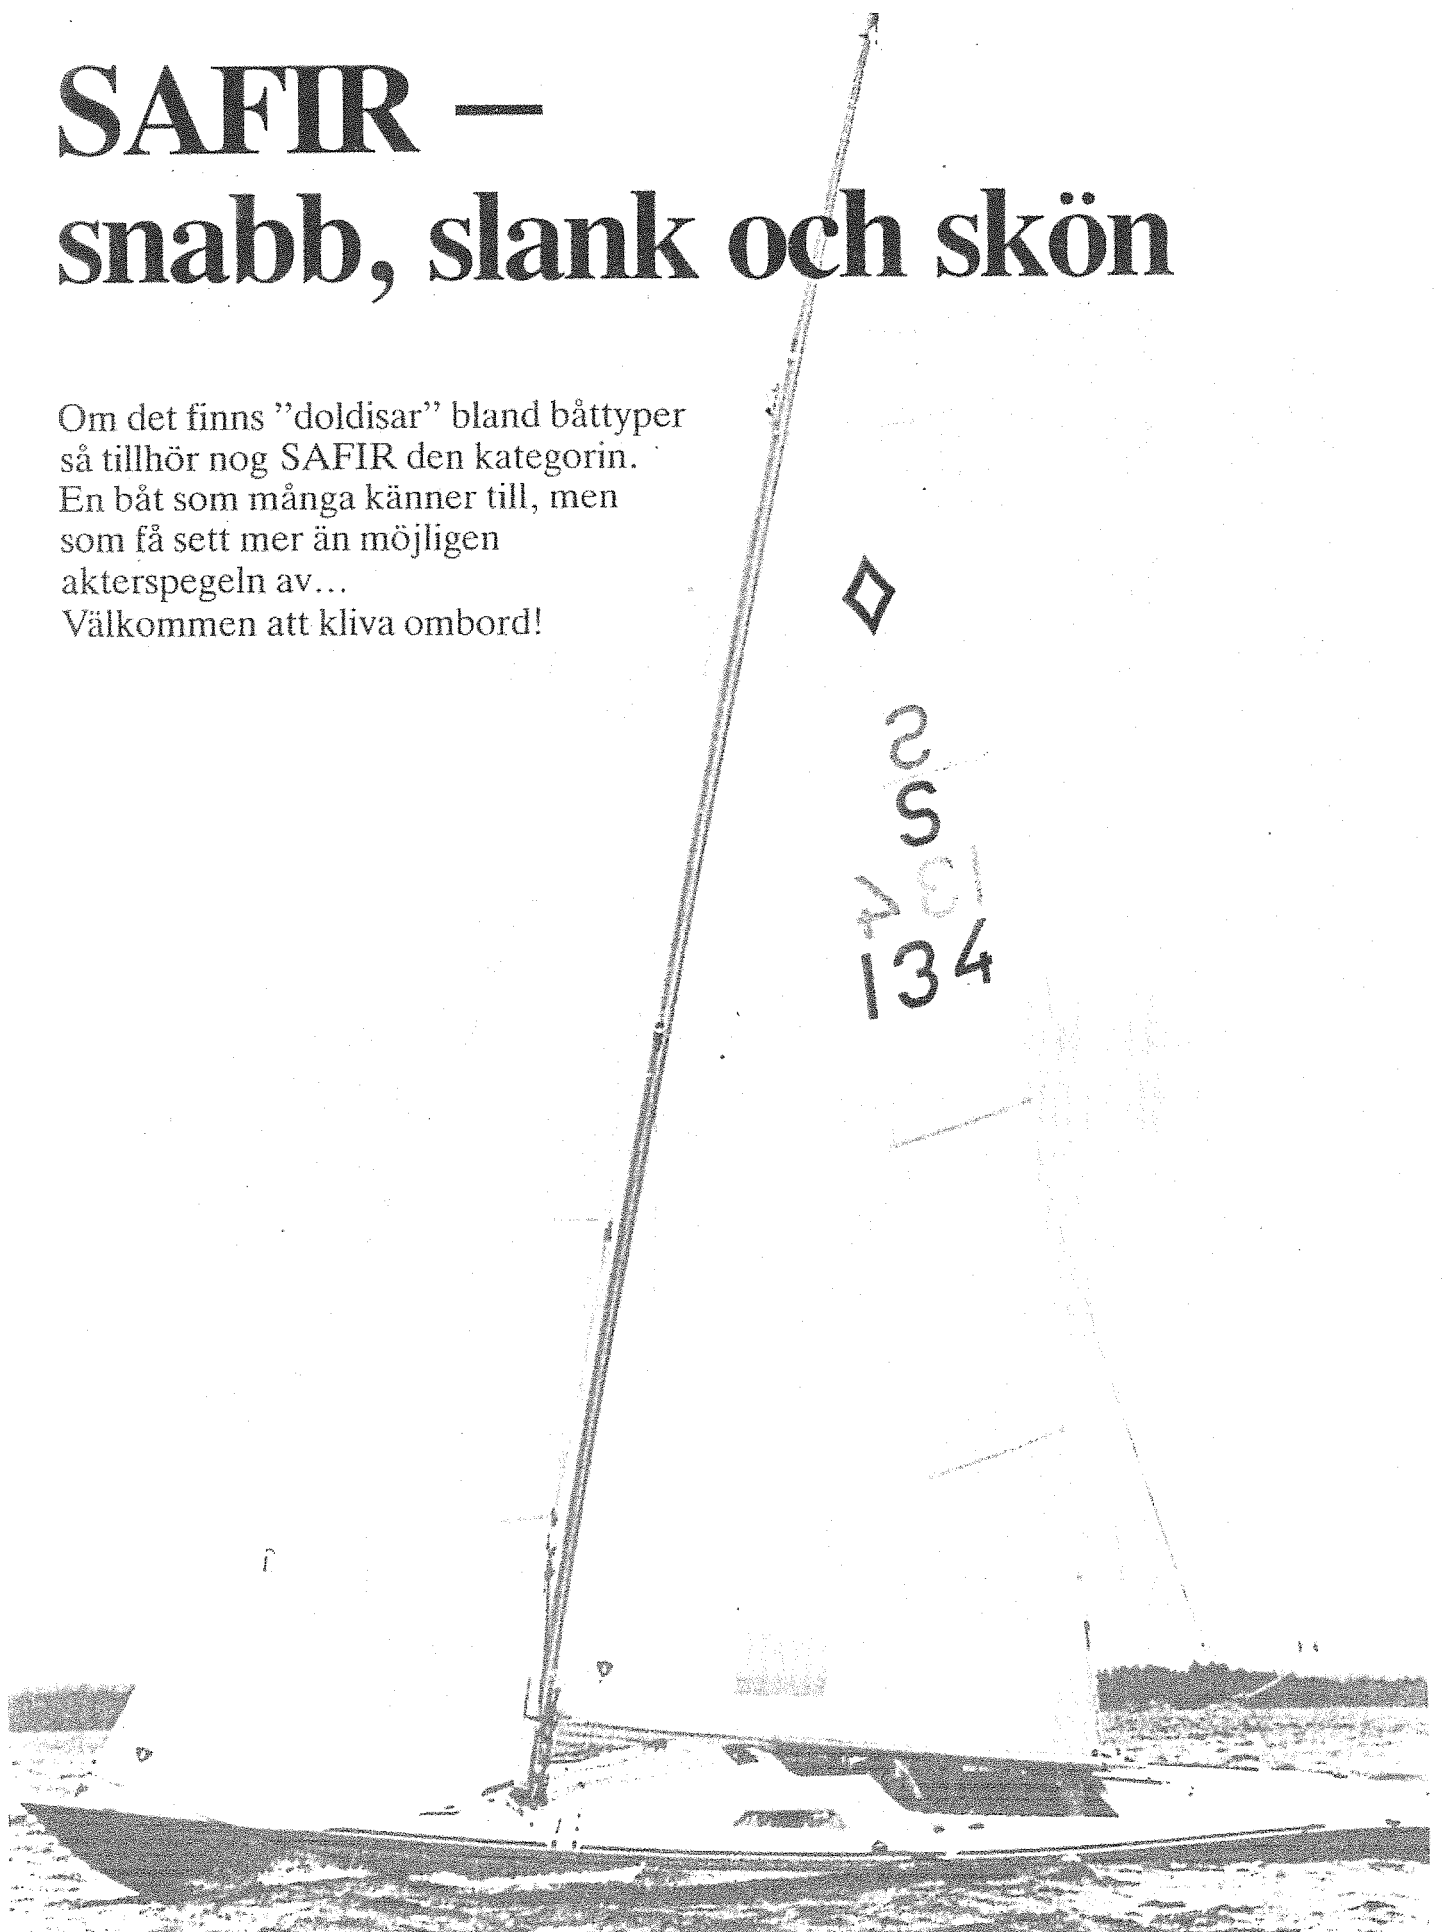 SAFIR –
snabb, slank och skön
Om det finns ”doldisar” bland båttyper
så tillhör nog SAFIR den kategorin.
En båt som många känner till, men
som få sett mer än möjligen
akterspegeln av...
Välkommen att kliva ombord!
S
S
134
134